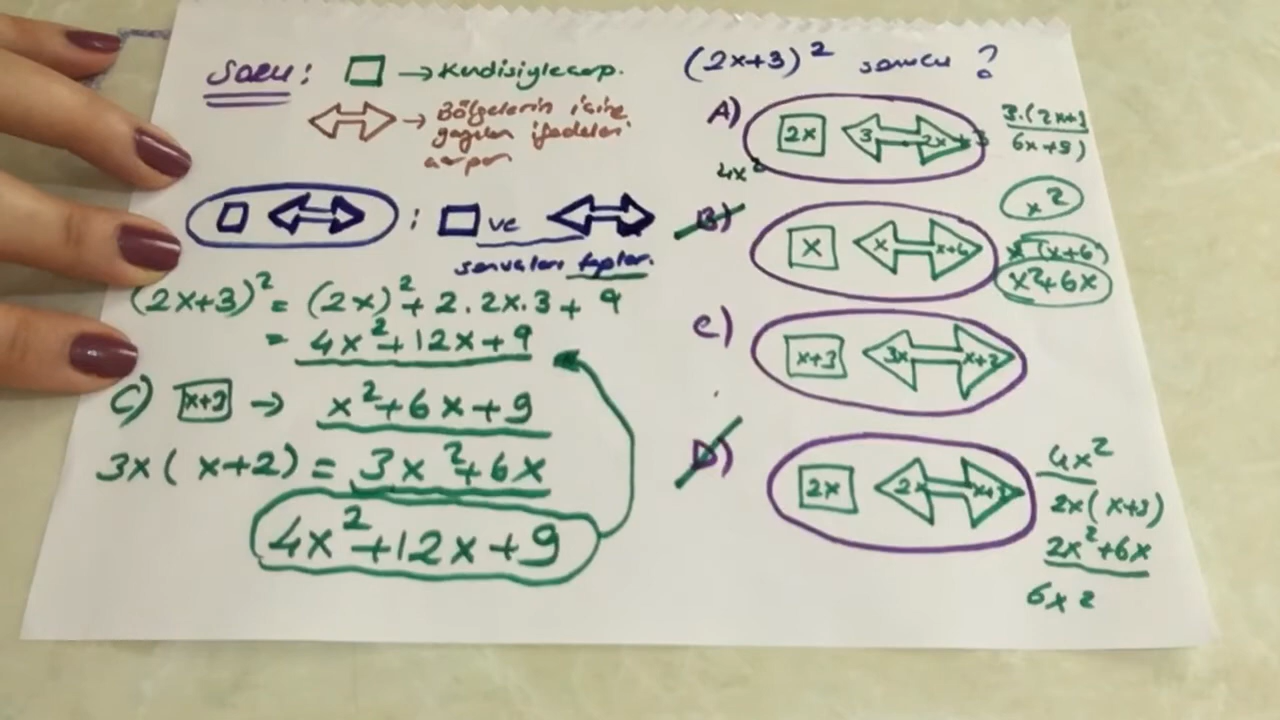 Soru: □ → Kendisiyle çarp.
⇔ → Bölgelerin içine
yazılan ifadeleri
çarpar
□ ⇔ : □ ve ⇔
sonuçları toplar.
(2x+3)² = (2x)² + 2.2x.3 + 9
= 4x²+12x+9
C) x+3 → x²+6x+9
3x(x+2) = 3x²+6x
4x²+12x+9
(2x+3)² sonucu ?
A) 2x 3 2x+3
3.(2x+3
6x+9)
4x²
B) x x x+6
x²
x(x+6)
x²+6x
C) x+3 3x x+2
D) 2x 2x x+3
4x²
2x(x+3)
2x²+6x
6x²